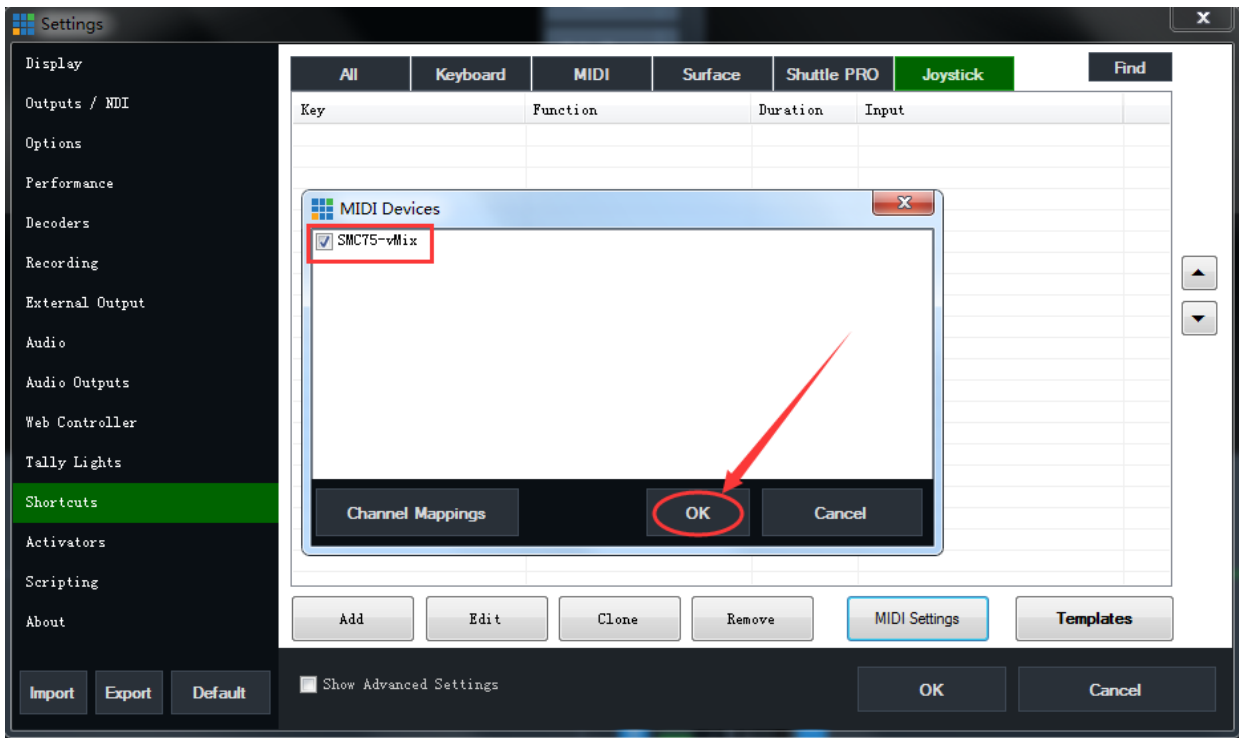 Settings
X
Display
Outputs / NDI
Options
Performance
Decoders
Recording
External Output
Audio
Audio Outputs
Web Controller
Tally Lights
Shortcuts
Activators
Scripting
About
Import Export Default
All Keyboard MIDI Surface Shuttle PRO Joystick Find
Key Function Duration Input
MIDI Devices
X
SMC75-vMix
Channel Mappings OK Cancel
Add Edit Clone Remove MIDI Settings Templates
Show Advanced Settings OK Cancel